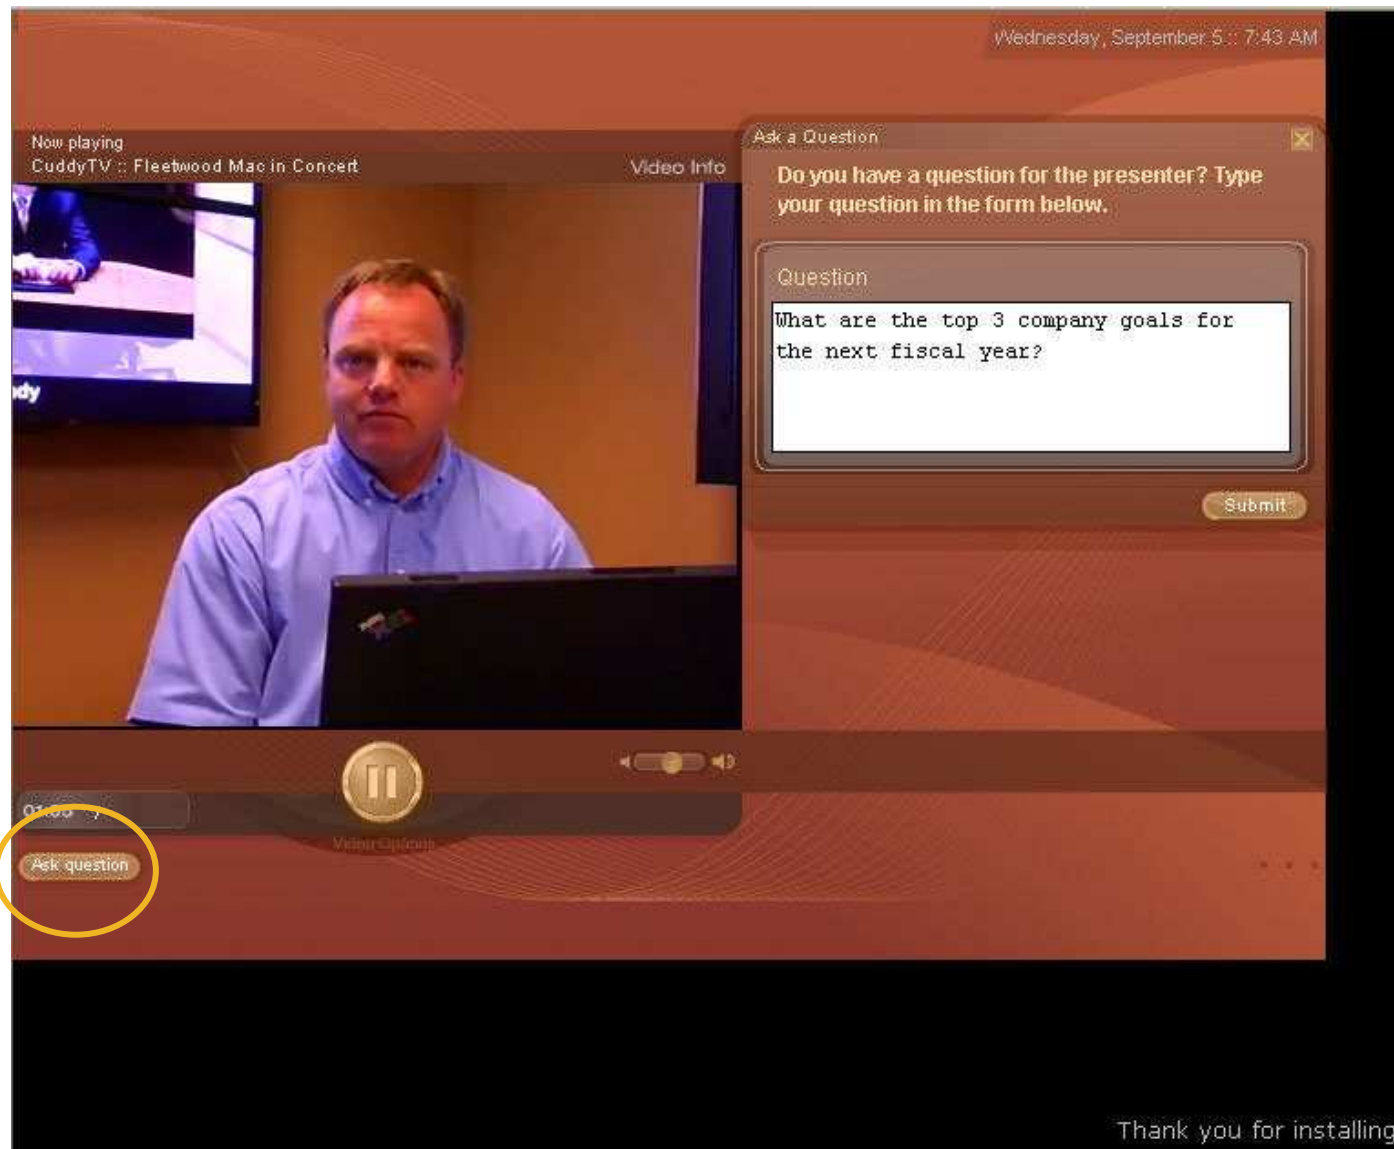 Wednesday, September 5 :: 7:43 AM
Now playing
CuddyTV :: Fleetwood Mac in Concert
Video Info
Ask a Question
Do you have a question for the presenter? Type
your question in the form below.
Question
What are the top 3 company goals for
the next fiscal year?
Submit
Ask question
Thank you for installing